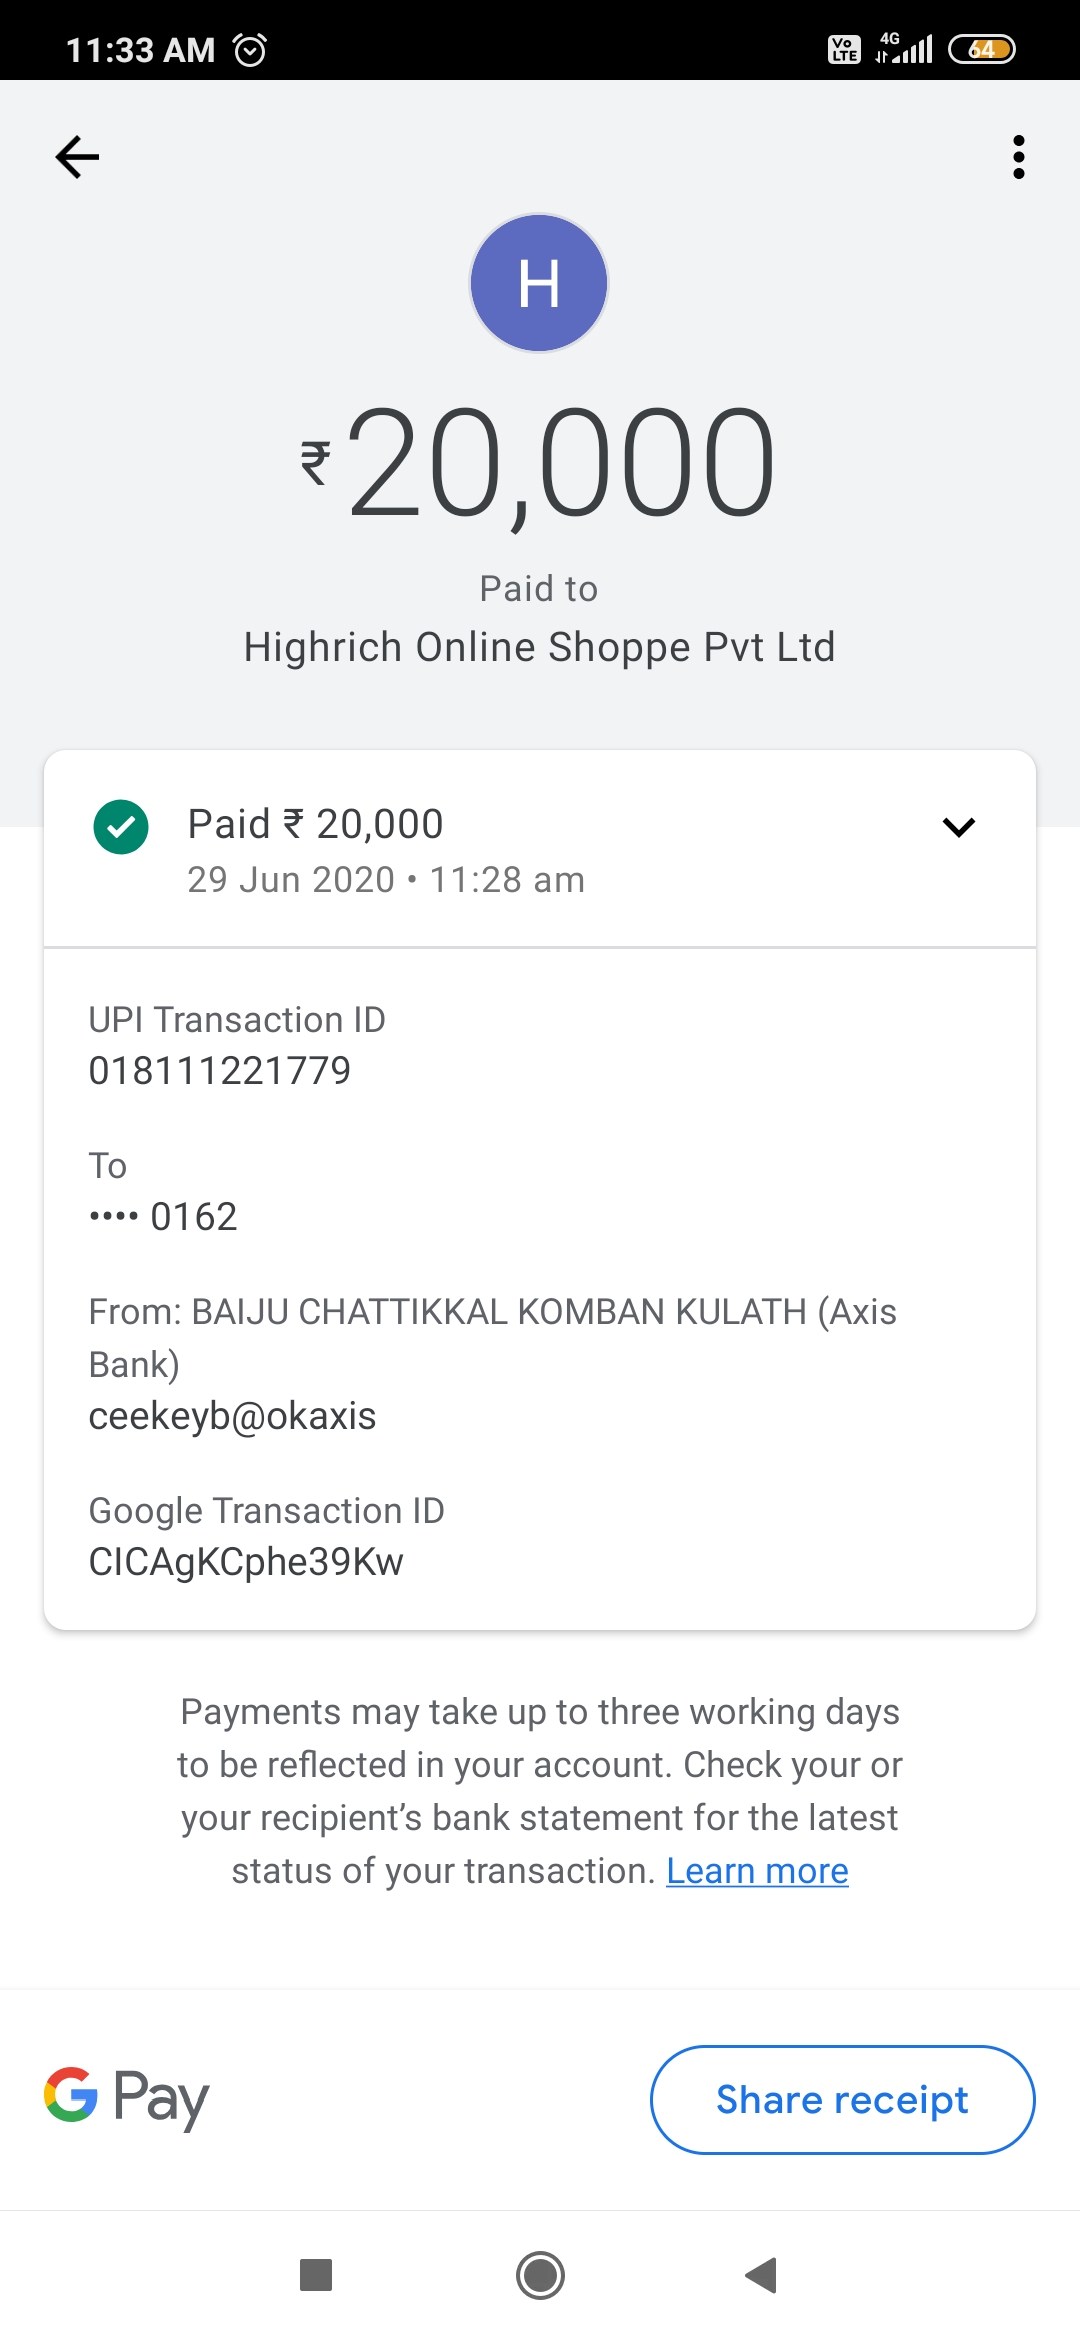 11:33 AM
Vo LTE 4G 64
H
₹20,000
Paid to
Highrich Online Shoppe Pvt Ltd
Paid ₹ 20,000
29 Jun 2020 • 11:28 am
UPI Transaction ID
018111221779
To
•••• 0162
From: BAIJU CHATTIKKAL KOMBAN KULATH (Axis
Bank)
ceekeyb@okaxis
Google Transaction ID
CICAgKCphe39Kw
Payments may take up to three working days
to be reflected in your account. Check your or
your recipient’s bank statement for the latest
status of your transaction. Learn more
G Pay
Share receipt